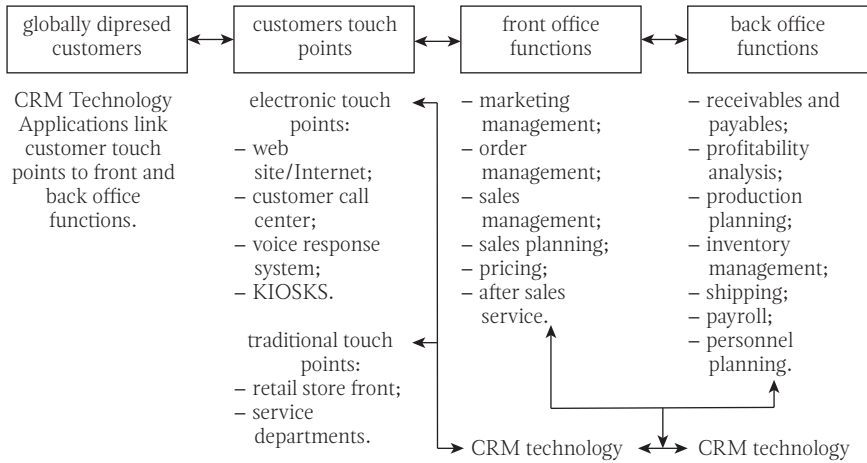 globally dipresed
customers
customers touch
points
front office
functions
back office
functions
CRM Technology
Applications link
customer touch
points to front and
back office
functions.
electronic touch
points:
– web
site/Internet;
– customer call
center;
– voice response
system;
– KIOSKS.
traditional touch
points:
– retail store front;
– service
departments.
– marketing
management;
– order
management;
– sales
management;
– sales planning;
– pricing;
– after sales
service.
– receivables and
payables;
– profitability
analysis;
– production
planning;
– inventory
management;
– shipping;
– payroll;
– personnel
planning.
CRM technology
CRM technology